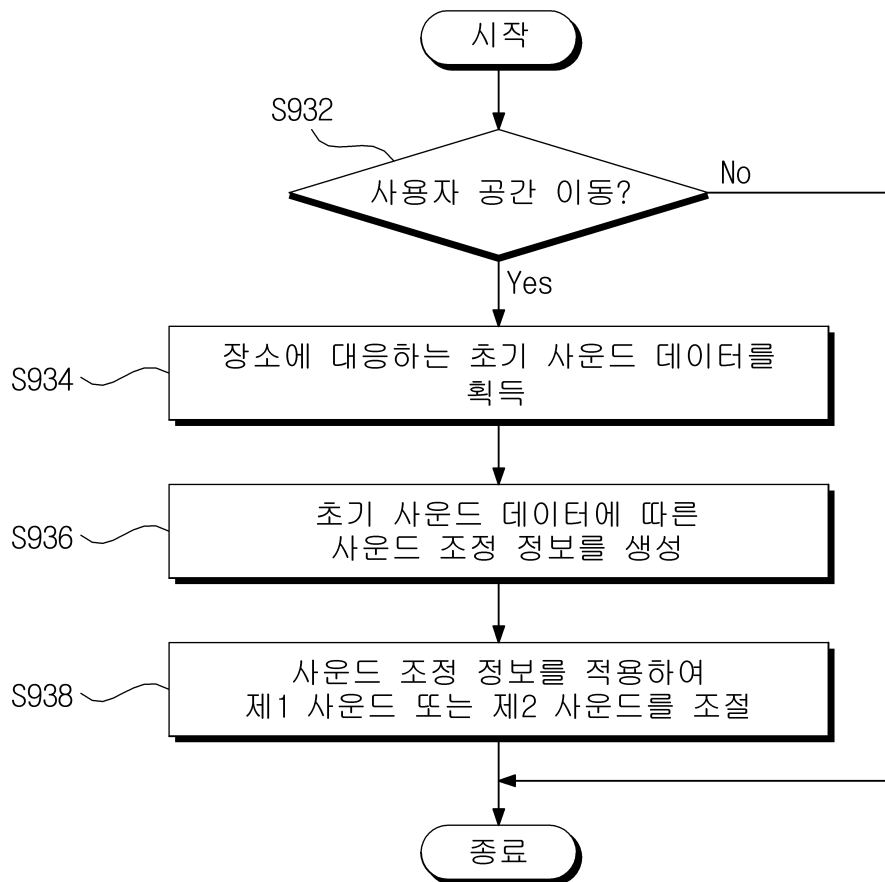 시작
S932
사용자 공간 이동?
No
Yes
장소에 대응하는 초기 사운드 데이터를
획득
S934
초기 사운드 데이터에 따른
사운드 조정 정보를 생성
S936
사운드 조정 정보를 적용하여
제1 사운드 또는 제2 사운드를 조절
S938
종료